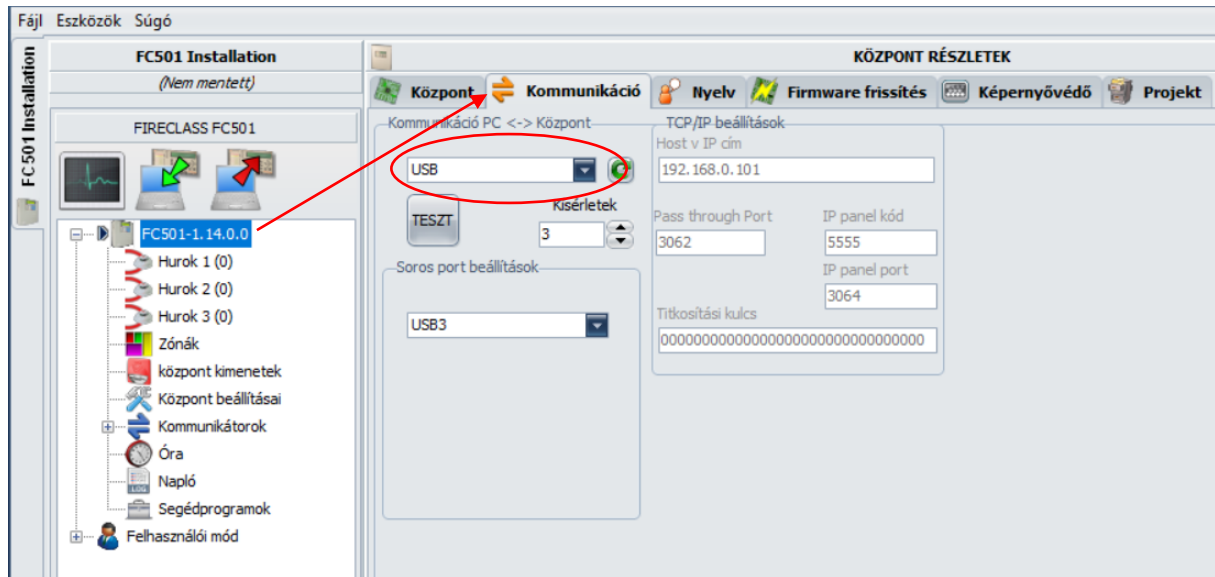 Fájl Eszközök Súgó
FC501 Installation
FC501 Installation
(Nem mentett)
FIRECLASS FC501
FC501-1.14.0.0
Hurok 1 (0)
Hurok 2 (0)
Hurok 3 (0)
Zónák
központ kimenetek
Központ beállításai
Kommunikátorok
Óra
LOG
Napló
Segédprogramok
Felhasználói mód
KÖZPONT RÉSZLETEK
Központ Kommunikáció Nyelv Firmware frissítés Képernyővédő Projekt
Kommunikáció PC <-> Központ
USB
TESZT
Kisérletek
3
Soros port beállítások
USB3
TCP/IP beállítások
Host v IP cím
192.168.0.101
Pass through Port IP panel kód
3062 5555
IP panel port
3064
Titkosítási kulcs
00000000000000000000000000000000